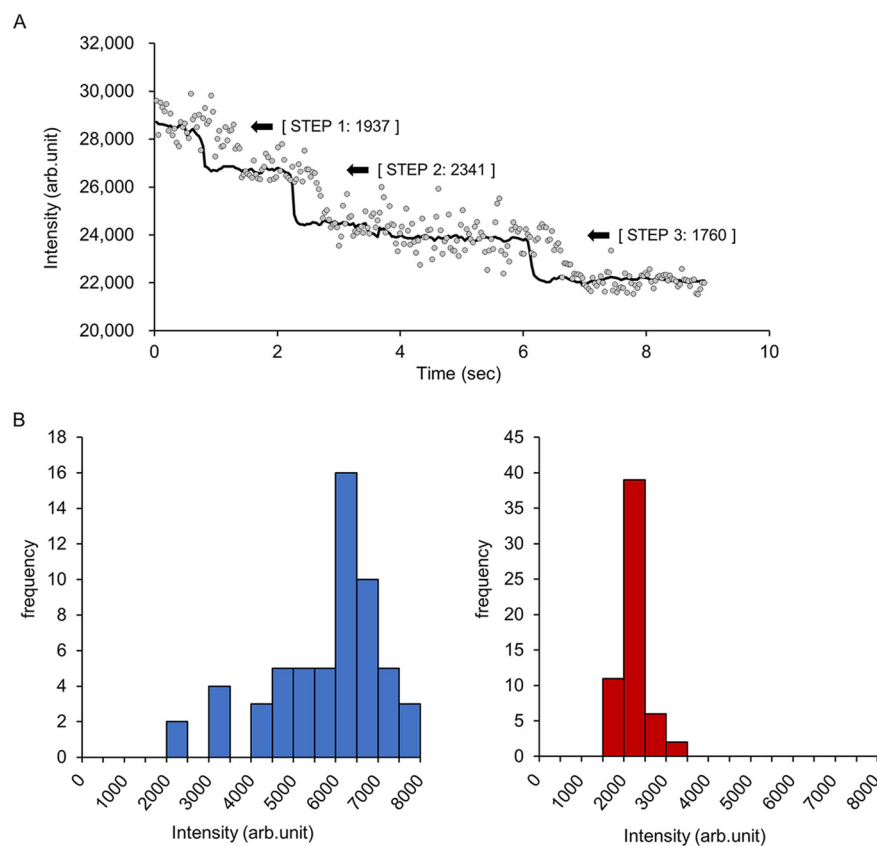 A
32,000
30,000
28,000
26,000
24,000
22,000
20,000
Intensity (arb.unit)
[ STEP 1: 1937 ]
[ STEP 2: 2341 ]
[ STEP 3: 1760 ]
0 2 4 6 8 10
Time (sec)
B
18
16
14
12
10
8
6
4
2
0
frequency
0 1000 2000 3000 4000 5000 6000 7000 8000
Intensity (arb.unit)
45
40
35
30
25
20
15
10
5
0
frequency
0 1000 2000 3000 4000 5000 6000 7000 8000
Intensity (arb.unit)